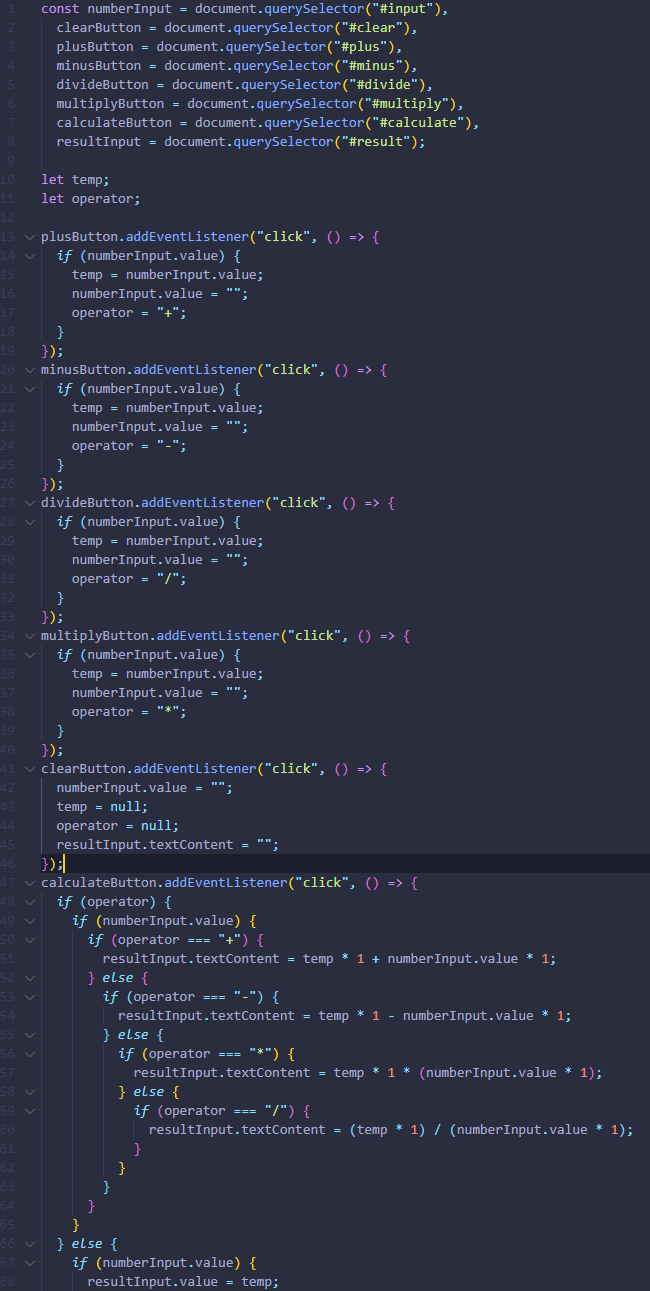 1 const numberInput = document.querySelector("#input"),
2 clearButton = document.querySelector("#clear"),
3 plusButton = document.querySelector("#plus"),
4 minusButton = document.querySelector("#minus"),
5 divideButton = document.querySelector("#divide"),
6 multiplyButton = document.querySelector("#multiply"),
7 calculateButton = document.querySelector("#calculate"),
8 resultInput = document.querySelector("#result");
9
10 let temp;
11 let operator;
12
13 plusButton.addEventListener("click", () => {
14 if (numberInput.value) {
15 temp = numberInput.value;
16 numberInput.value = "";
17 operator = "+";
18 }
19 });
20 minusButton.addEventListener("click", () => {
21 if (numberInput.value) {
22 temp = numberInput.value;
23 numberInput.value = "";
24 operator = "-";
25 }
26 });
27 divideButton.addEventListener("click", () => {
28 if (numberInput.value) {
29 temp = numberInput.value;
30 numberInput.value = "";
31 operator = "/";
32 }
33 });
34 multiplyButton.addEventListener("click", () => {
35 if (numberInput.value) {
36 temp = numberInput.value;
37 numberInput.value = "";
38 operator = "*";
39 }
40 });
41 clearButton.addEventListener("click", () => {
42 numberInput.value = "";
43 temp = null;
44 operator = null;
45 resultInput.textContent = "";
46 });
47 calculateButton.addEventListener("click", () => {
48 if (operator) {
49 if (numberInput.value) {
50 if (operator === "+") {
51 resultInput.textContent = temp * 1 + numberInput.value * 1;
52 } else {
53 if (operator === "-") {
54 resultInput.textContent = temp * 1 - numberInput.value * 1;
55 } else {
56 if (operator === "*") {
57 resultInput.textContent = temp * 1 * (numberInput.value * 1);
58 } else {
59 if (operator === "/") {
60 resultInput.textContent = (temp * 1) / (numberInput.value * 1);
61 }
62 }
63 }
64 }
65 }
66 } else {
67 if (numberInput.value) {
68 resultInput.value = temp;